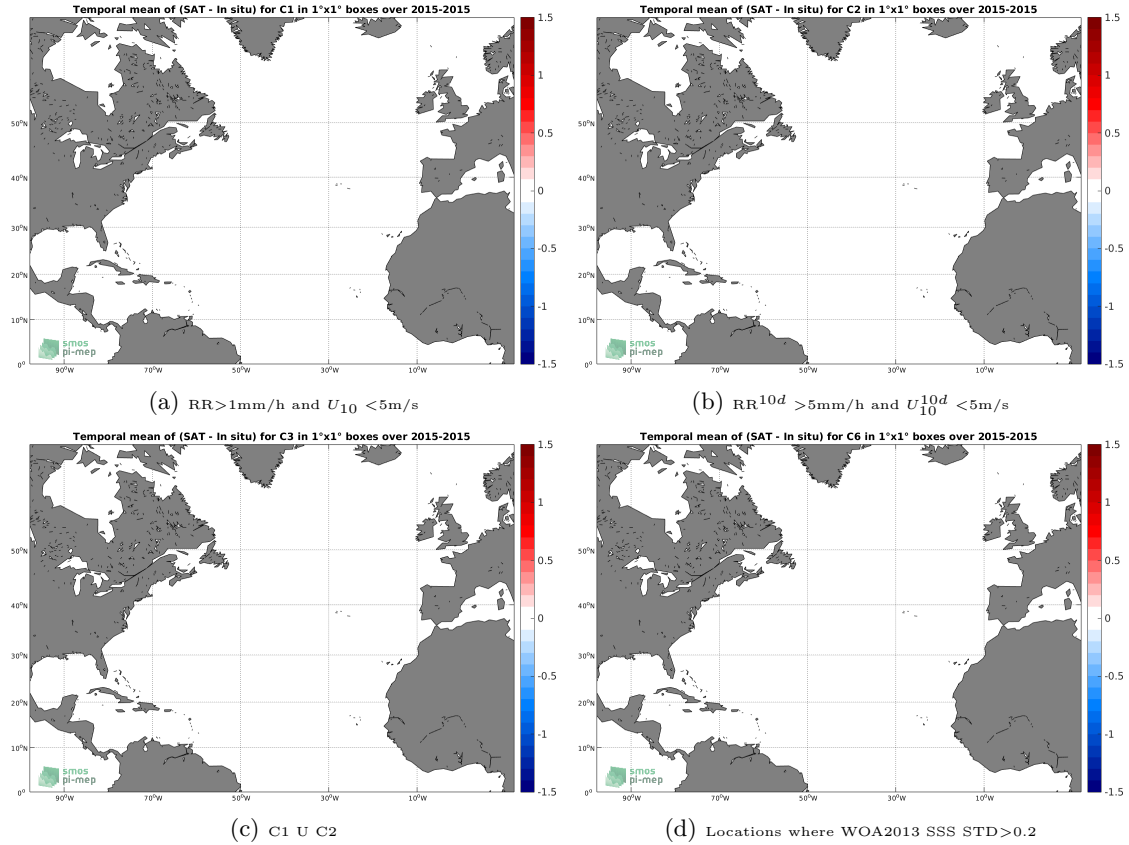 Temporal mean of (SAT - In situ) for C1 in 1°x1° boxes over 2015-2015
1.5
1
0.5
0
-0.5
-1
-1.5
50°N
40°N
30°N
20°N
10°N
0°
90°W
70°W
50°W
30°W
10°W
smos
pi-mep
(a) RR>1mm/h and U10 <5m/s
Temporal mean of (SAT - In situ) for C2 in 1°x1° boxes over 2015-2015
1.5
1
0.5
0
-0.5
-1
-1.5
50°N
40°N
30°N
20°N
10°N
0°
90°W
70°W
50°W
30°W
10°W
smos
pi-mep
(b) RR10d >5mm/h and U10d10 <5m/s
Temporal mean of (SAT - In situ) for C3 in 1°x1° boxes over 2015-2015
1.5
1
0.5
0
-0.5
-1
-1.5
50°N
40°N
30°N
20°N
10°N
0°
90°W
70°W
50°W
30°W
10°W
smos
pi-mep
(c) C1 U C2
Temporal mean of (SAT - In situ) for C6 in 1°x1° boxes over 2015-2015
1.5
1
0.5
0
-0.5
-1
-1.5
50°N
40°N
30°N
20°N
10°N
0°
90°W
70°W
50°W
30°W
10°W
smos
pi-mep
(d) Locations where WOA2013 SSS STD>0.2